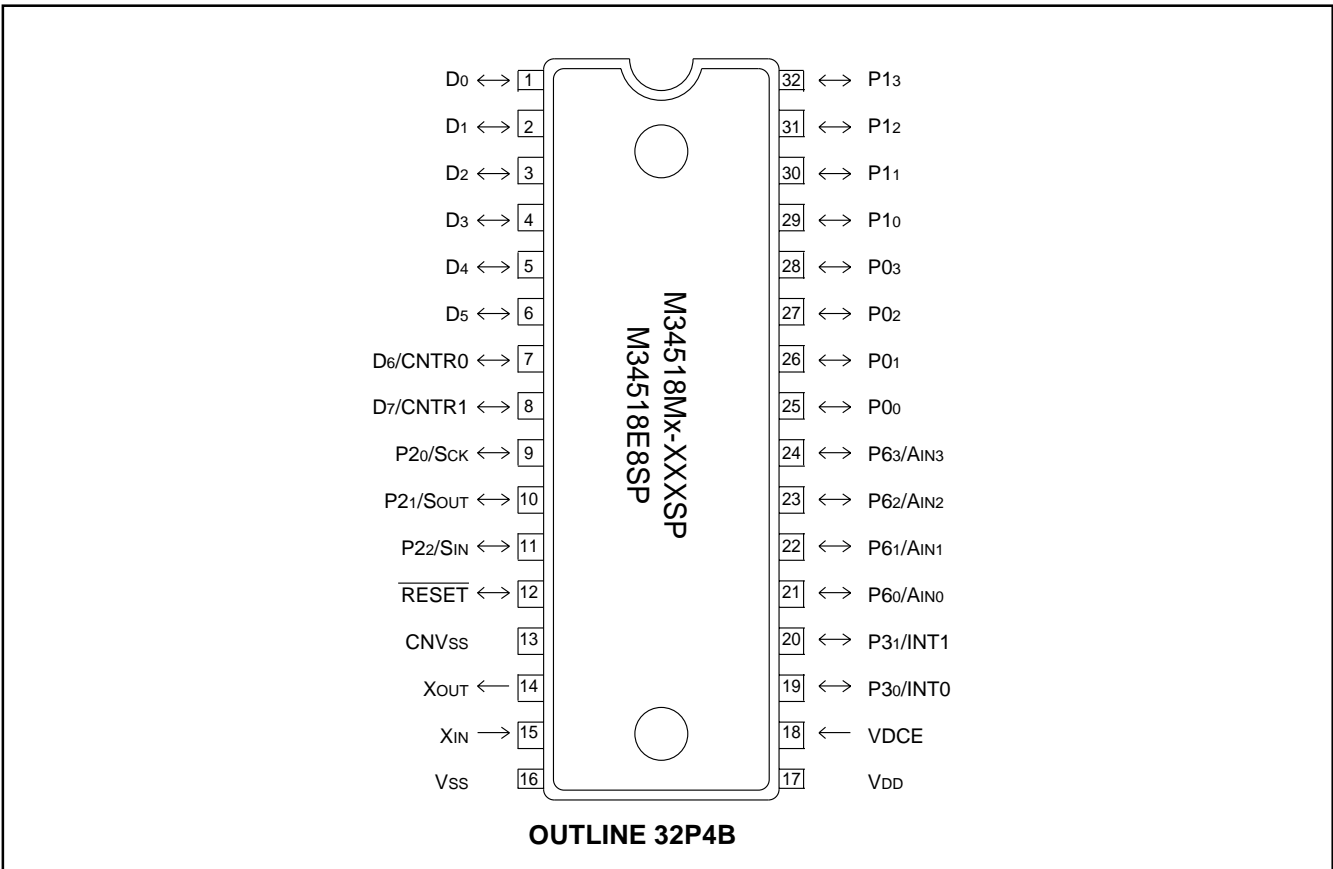 D0 1 32 P13
D1 2 31 P12
D2 3 30 P11
D3 4 29 P10
D4 5 28 P03
D5 6 27 P02
D6/CNTR0 7 26 P01
D7/CNTR1 8 25 P00
P20/SCK 9 24 P63/AIN3
P21/SOUT 10 23 P62/AIN2
P22/SIN 11 22 P61/AIN1
RESET 12 21 P60/AIN0
CNVSS 13 20 P31/INT1
XOUT 14 19 P30/INT0
XIN 15 18 VDCE
VSS 16 17 VDD
M34518Mx-XXXSP
M34518E8SP
OUTLINE 32P4B